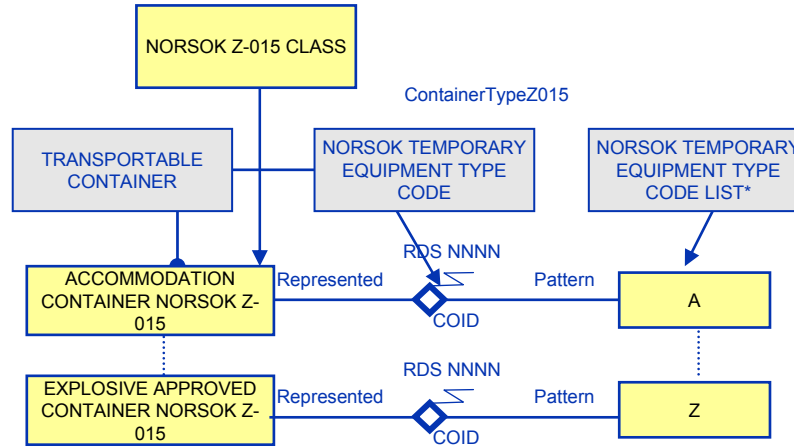 NORSOK Z-015 CLASS
ContainerTypeZ015
TRANSPORTABLE
CONTAINER
NORSOK TEMPORARY
EQUIPMENT TYPE
CODE
NORSOK TEMPORARY
EQUIPMENT TYPE
CODE LIST*
ACCOMMODATION
CONTAINER NORSOK Z-
015
Represented
RDS NNNN
COID
Pattern
A
EXPLOSIVE APPROVED
CONTAINER NORSOK Z-
015
Represented
RDS NNNN
COID
Pattern
Z